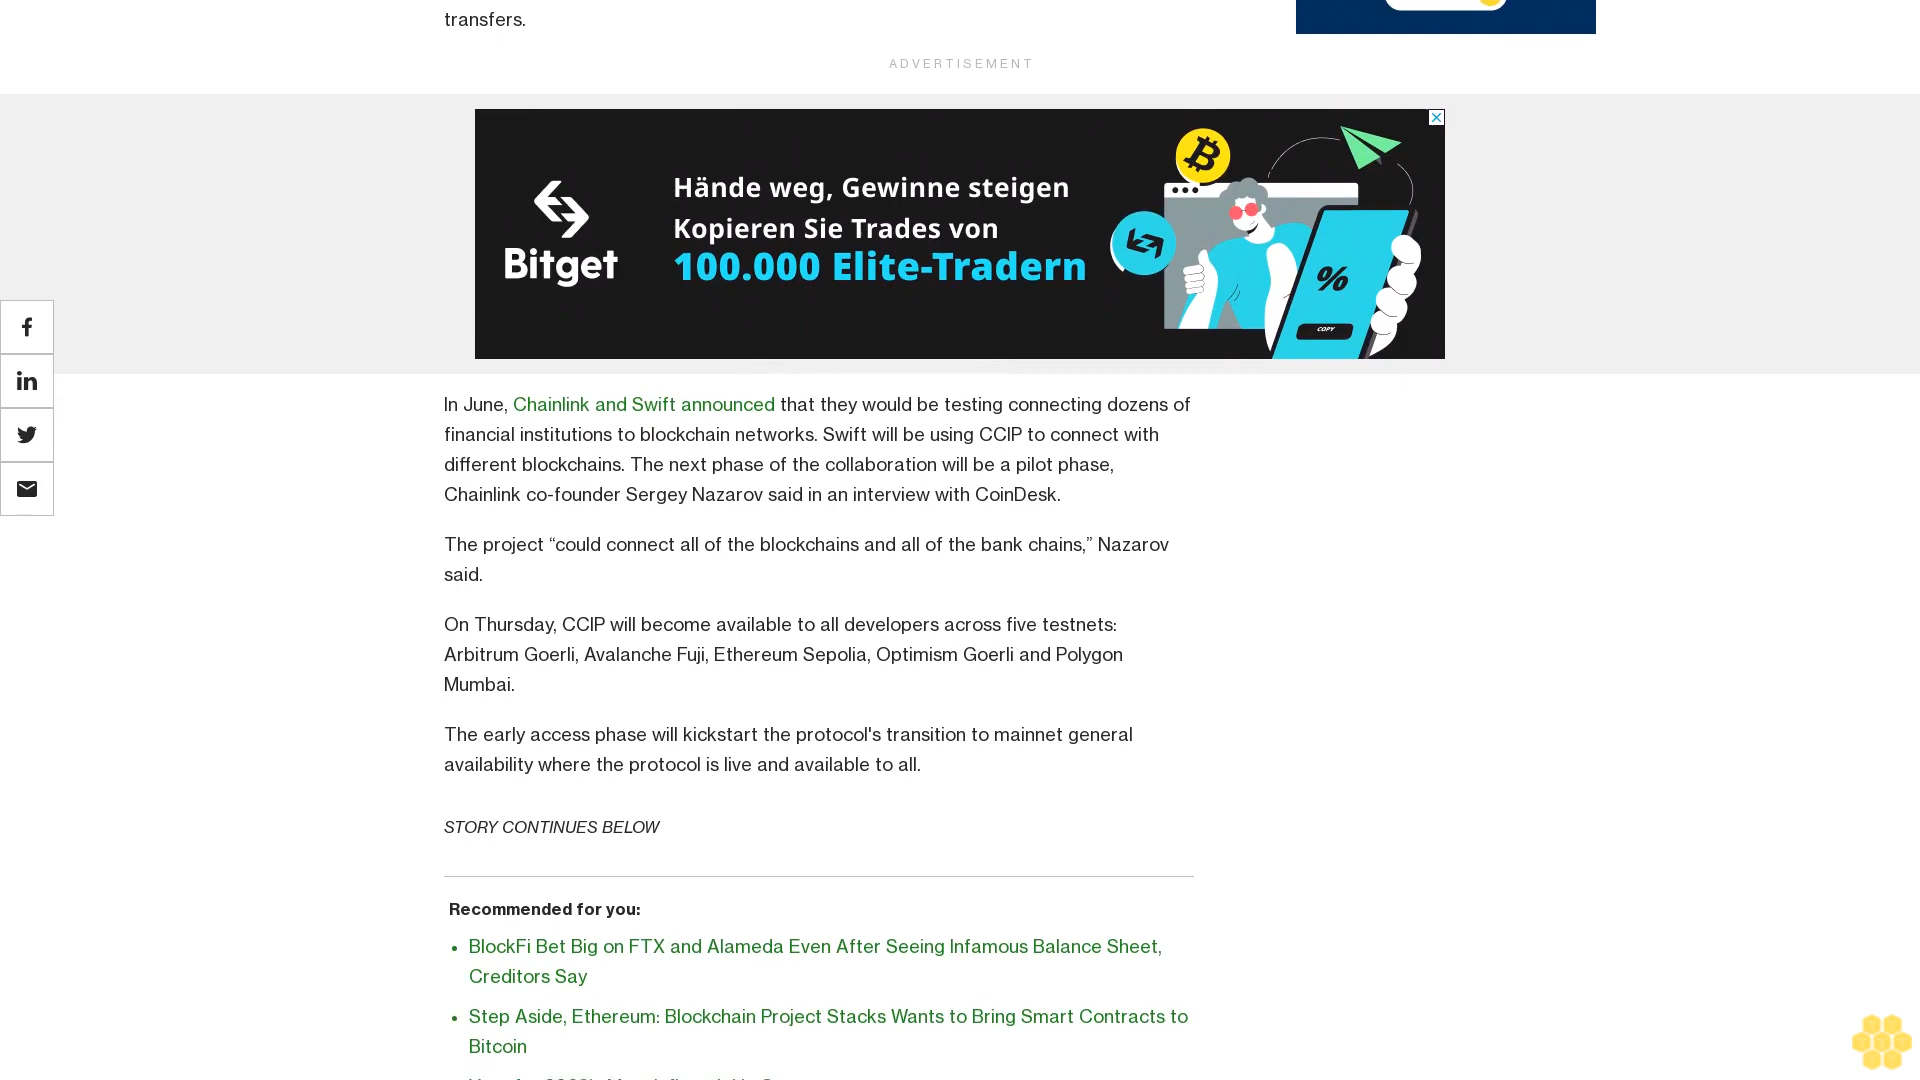 transfers.
ADVERTISEMENT
Bitget
Hände weg, Gewinne steigen
Kopieren Sie Trades von
100.000 Elite-Tradern
%
COPY
In June, Chainlink and Swift announced that they would be testing connecting dozens of
financial institutions to blockchain networks. Swift will be using CCIP to connect with
different blockchains. The next phase of the collaboration will be a pilot phase,
Chainlink co-founder Sergey Nazarov said in an interview with CoinDesk.
The project “could connect all of the blockchains and all of the bank chains,” Nazarov
said.
On Thursday, CCIP will become available to all developers across five testnets:
Arbitrum Goerli, Avalanche Fuji, Ethereum Sepolia, Optimism Goerli and Polygon
Mumbai.
The early access phase will kickstart the protocol's transition to mainnet general
availability where the protocol is live and available to all.
STORY CONTINUES BELOW
Recommended for you:
• BlockFi Bet Big on FTX and Alameda Even After Seeing Infamous Balance Sheet,
Creditors Say
• Step Aside, Ethereum: Blockchain Project Stacks Wants to Bring Smart Contracts to
Bitcoin